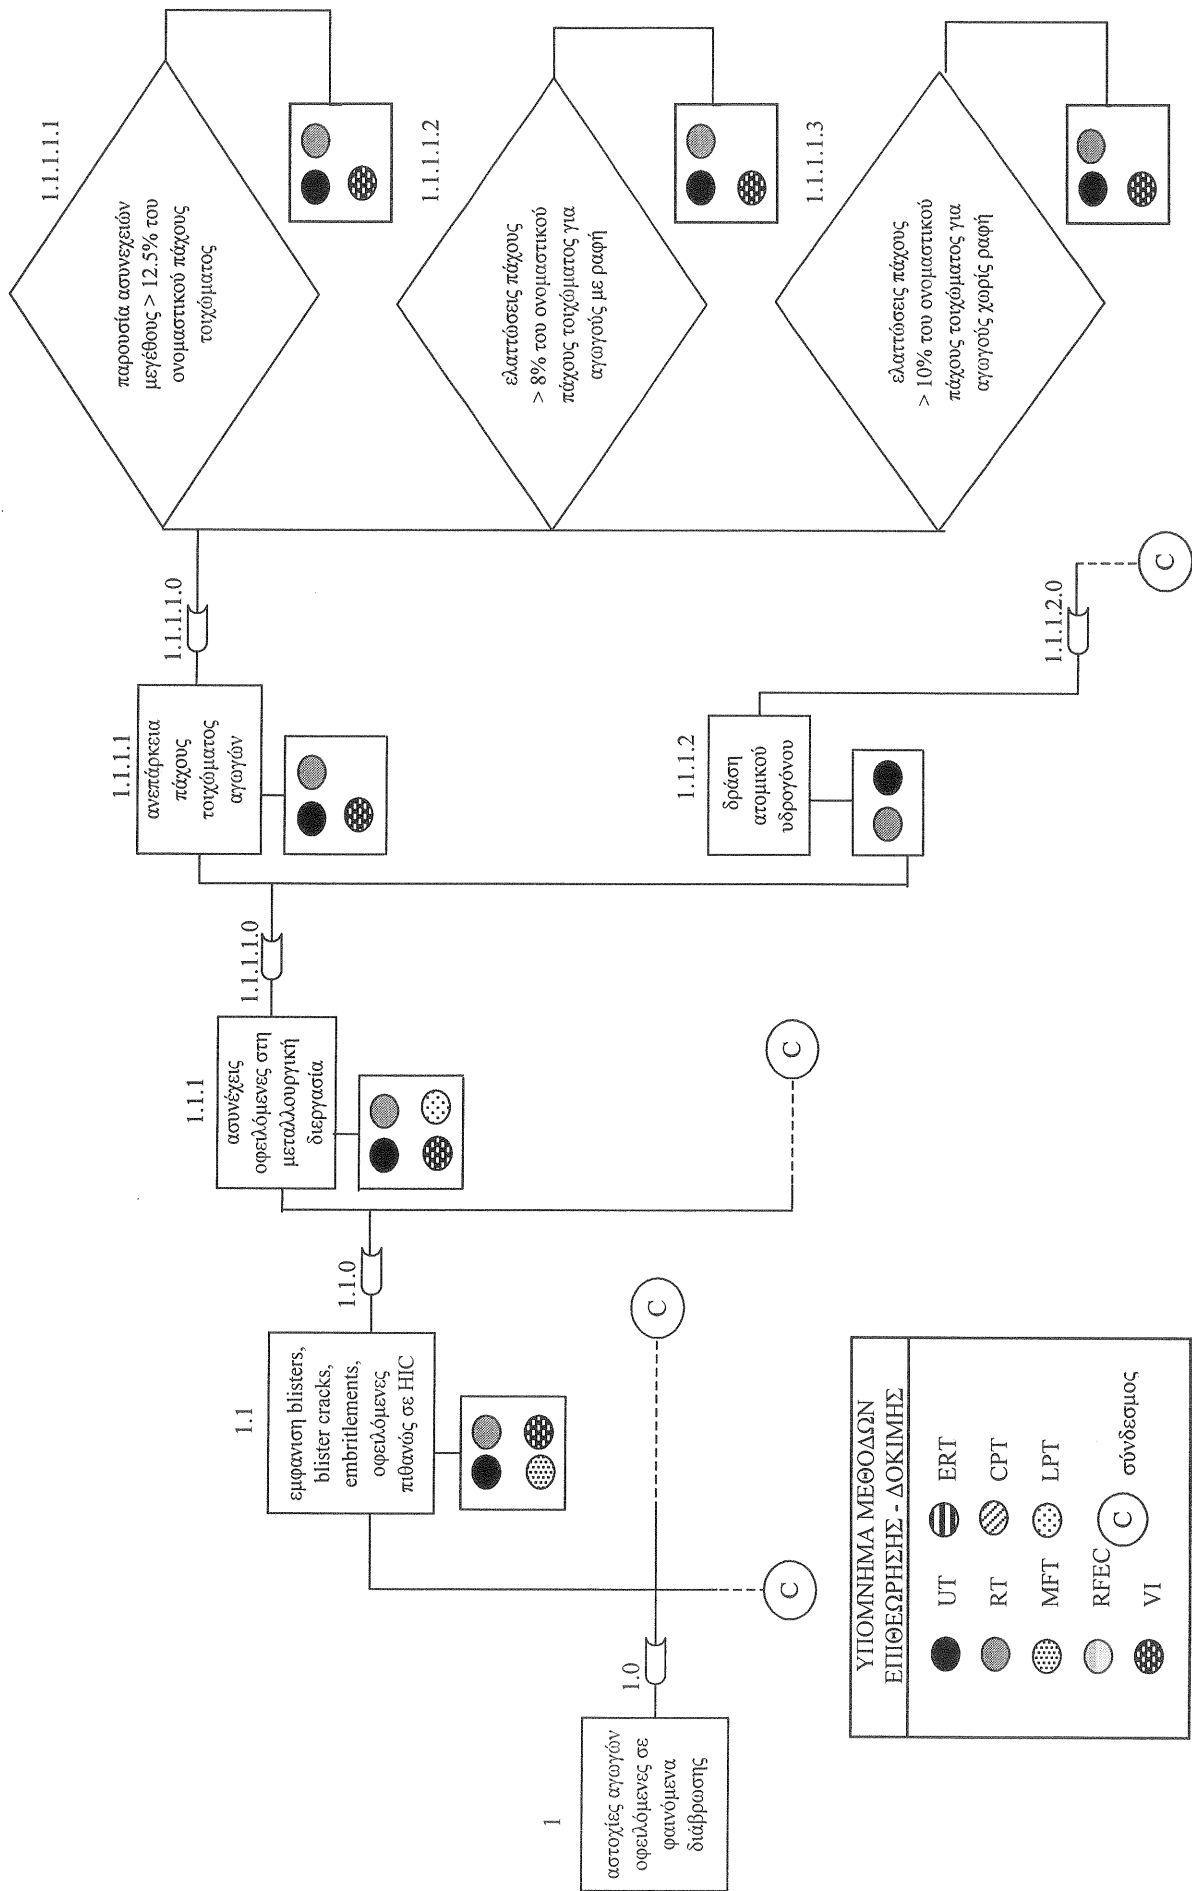 1
αστοχίες αγωγών
οφειλόμενες σε
φαινόμενα
διάβρωσης
1.0
C
C
1.1
εμφανιση blisters,
blister cracks,
embritlements,
οφειλόμενες
πιθανώς σε HIC
1.1.0
C
1.1.1
ασυνέχεις
οφειλόμενες στη
μεταλλουργική
διεργασία
1.1.1.1.0
1.1.1.1
ανεπάρκεια
πάχους
τοιχώματος
αγωγών
1.1.1.1.0
1.1.1.2
δράση
ατομικού
υδρογόνου
1.1.1.2.0
C
1.1.1.1.1
παρουσία ασυνεχειών
μεγέθους > 12.5% του
ονομαστικού πάχους
τοιχώματος
1.1.1.1.2
ελαττώσεις πάχους
> 8% του ονομαστικού
πάχους τοιχώματος για
αγωγούς με ραφή
1.1.1.1.3
ελαττώσεις πάχους
> 10% του ονομαστικού
πάχους τοιχώματος για
αγωγούς χωρίς ραφή
ΥΠΟΜΝΗΜΑ ΜΕΘΟΔΩΝ
ΕΠΙΘΕΩΡΗΣΗΣ - ΔΟΚΙΜΗΣ
UT ERT
RT CPT
MFT LPT
RFEC C σύνδεσμος
VI